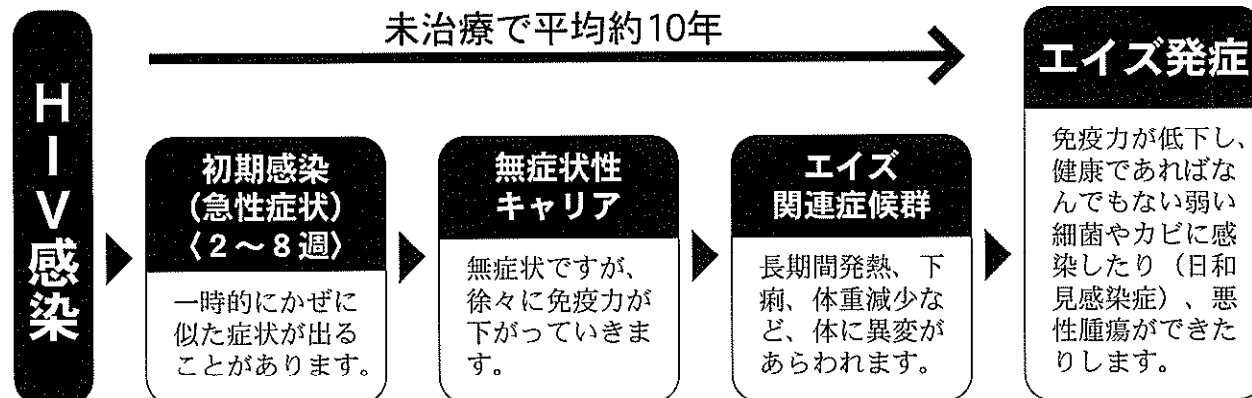 HIV感染
未治療で平均約10年
初期感染
(急性症状)
〈2~8週〉
一時的にかぜに
似た症状が出る
ことがあります。
無症状性
キャリア
無症状ですが、
徐々に免疫力が
下がっていきま
す。
エイズ
関連症候群
長期間発熱、下
痢、体重減少な
ど、体に異変が
あらわれます。
エイズ発症
免疫力が低下し、
健康であればな
んでもない弱い
細菌やカビに感
染したり(日和
見感染症)、悪
性腫瘍ができた
りします。